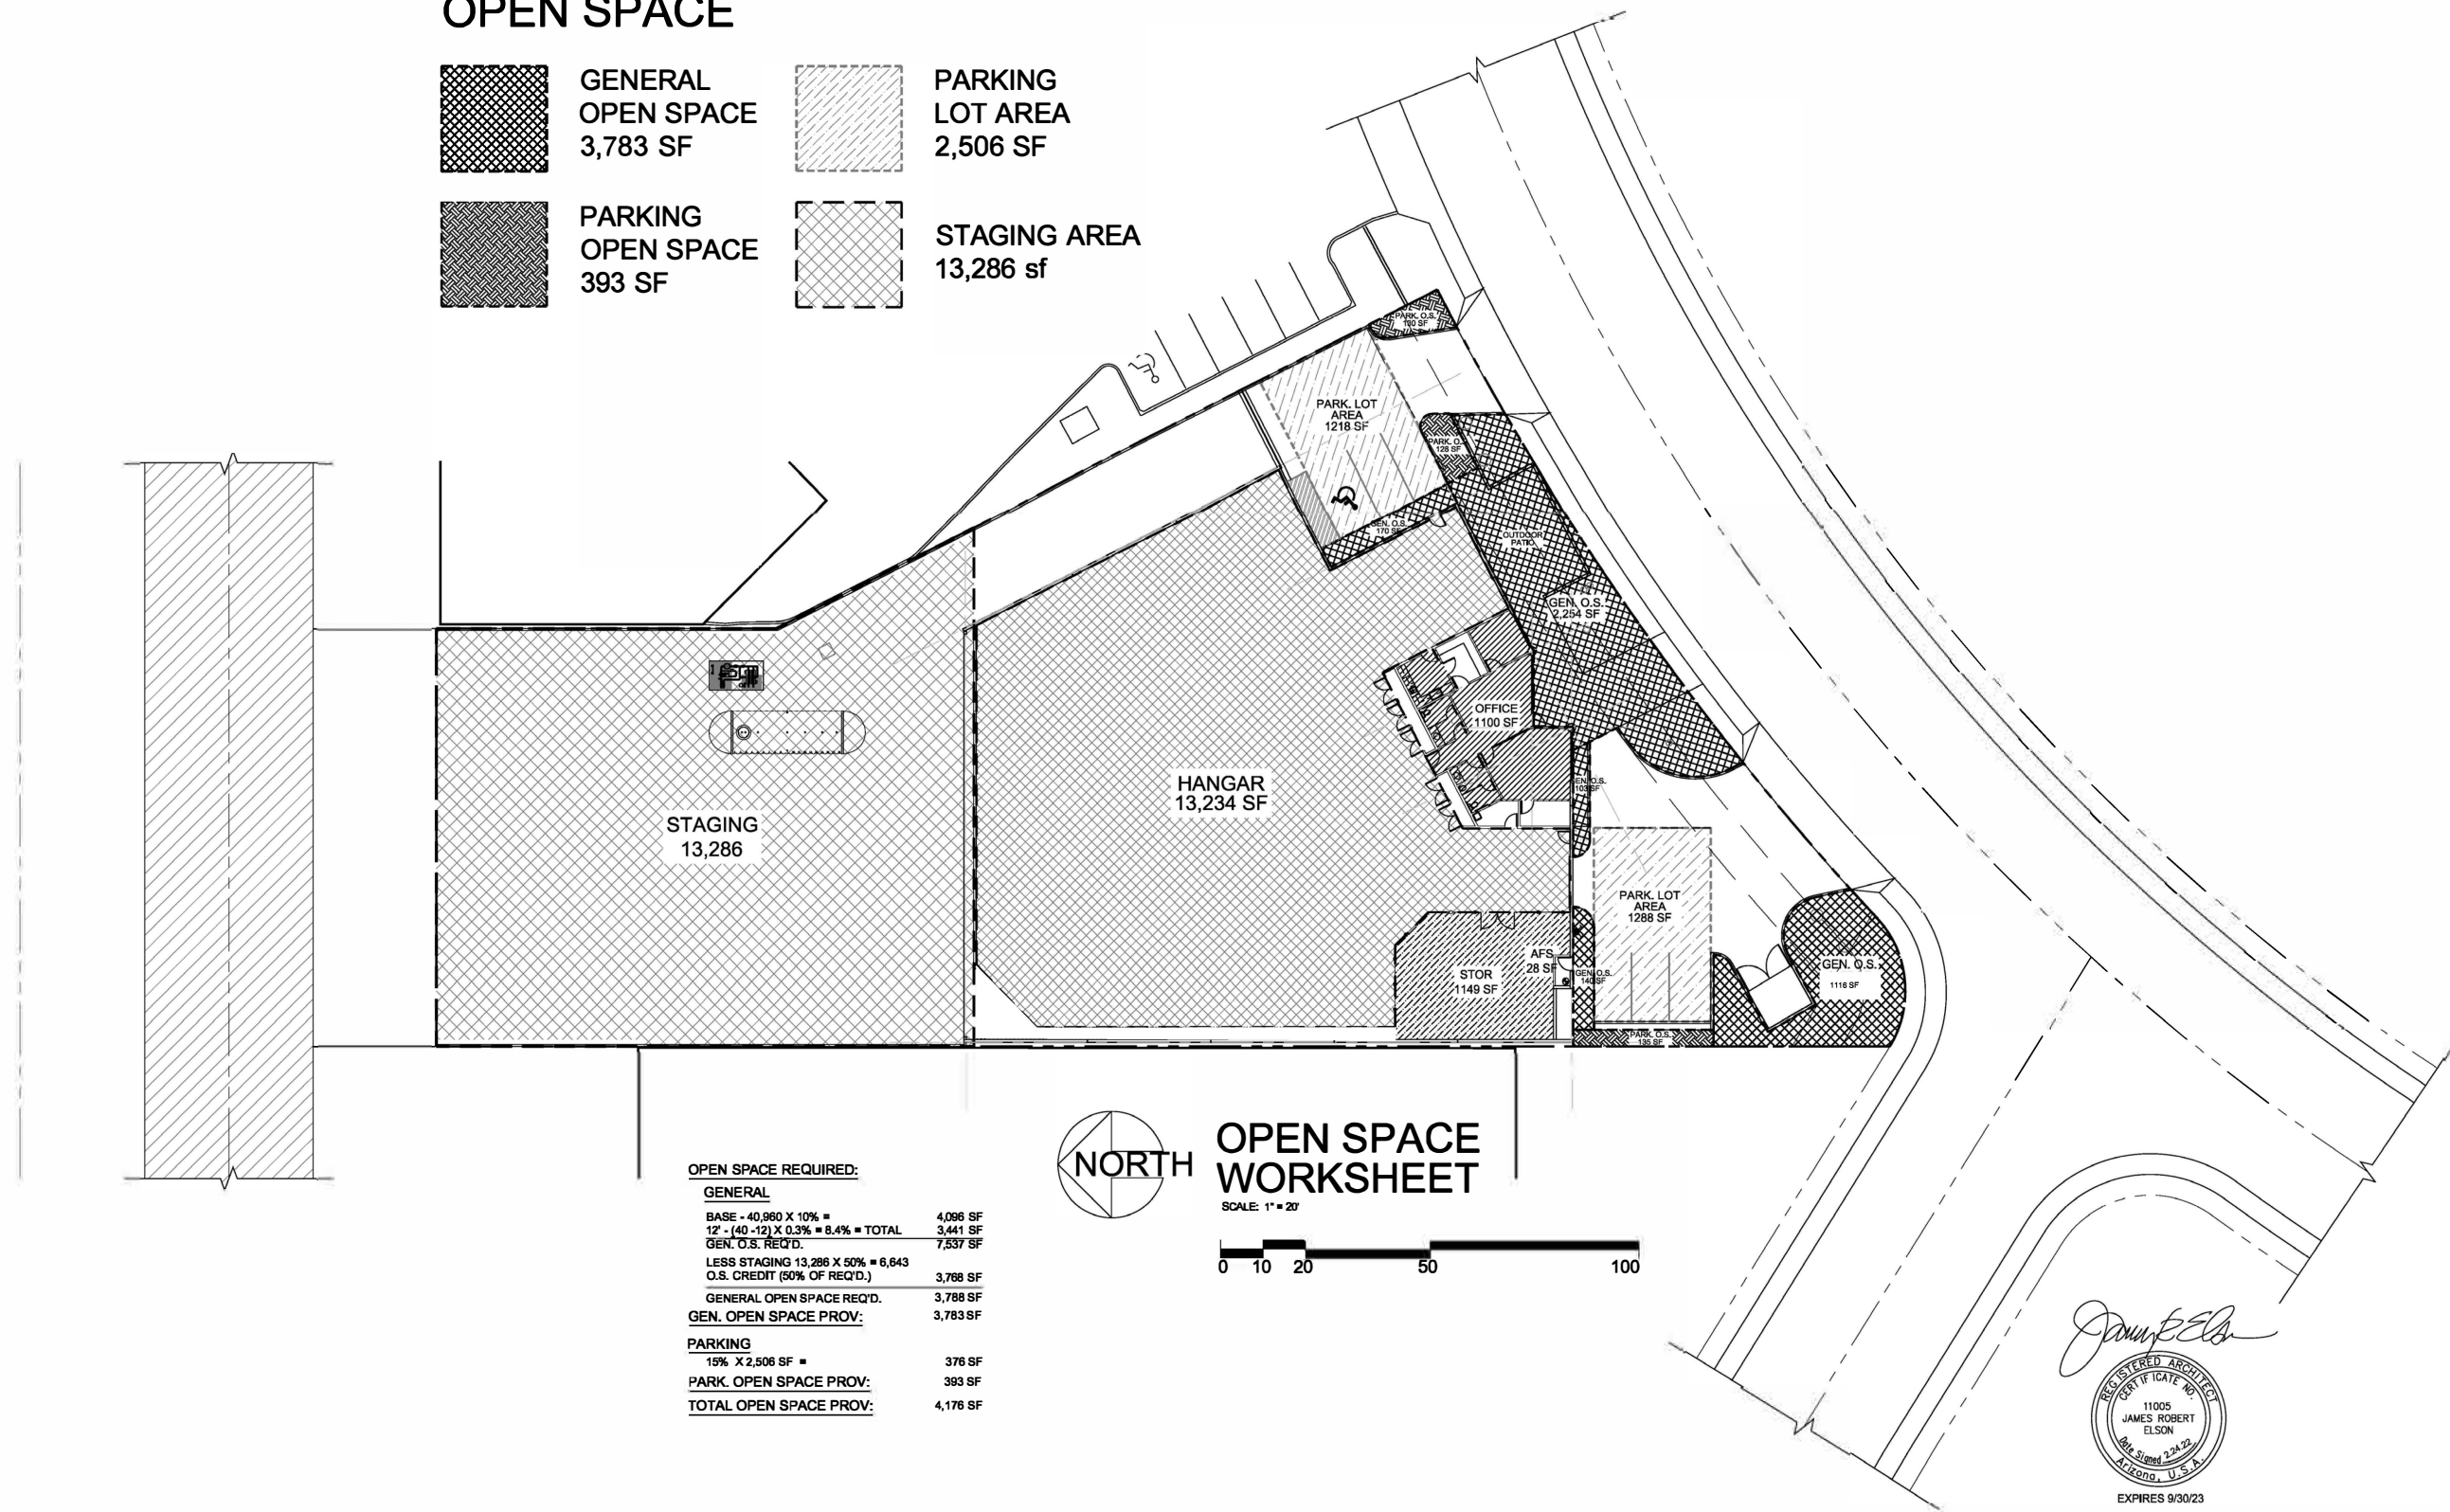 OPEN SPACE
GENERAL
OPEN SPACE
3,783 SF
PARKING
LOT AREA
2,506 SF
PARKING
OPEN SPACE
393 SF
STAGING AREA
13,286 sf
PARK. O.S.
130 SF
PARK. LOT
AREA
1218 SF
PARK. O.
128 SF
GEN. O.S.
170 SF
OUTDOOR
PATIO
GEN. O.S.
2,254 SF
OFFICE
1100 SF
HANGAR
13,234 SF
STAGING
13,286
EN. O.S.
103 SF
PARK. LOT
AREA
1288 SF
AFS
28 SF
STOR
1149 SF
GEN. O.S.
140 SF
GEN. O.S.
1116 SF
PARK. O.S.
135 SF
NORTH
OPEN SPACE
WORKSHEET
SCALE: 1" = 20'
0 10 20 50 100
OPEN SPACE REQUIRED:
GENERAL
BASE - 40,960 X 10% = 4,096 SF
12' - (40 -12) X 0.3% = 8.4% = TOTAL 3,441 SF
GEN. O.S. REQ'D. 7,537 SF
LESS STAGING 13,286 X 50% = 6,643
O.S. CREDIT (50% OF REQ'D.) 3,768 SF
GENERAL OPEN SPACE REQ'D. 3,788 SF
GEN. OPEN SPACE PROV: 3,783 SF
PARKING
15% X 2,506 SF = 376 SF
PARK. OPEN SPACE PROV: 393 SF
TOTAL OPEN SPACE PROV: 4,176 SF
REGISTERED ARCHITECT
CERTIFICATE NO.
11005
JAMES ROBERT
ELSON
Date Signed 2.24.22
Arizona, U.S.A.
EXPIRES 9/30/23